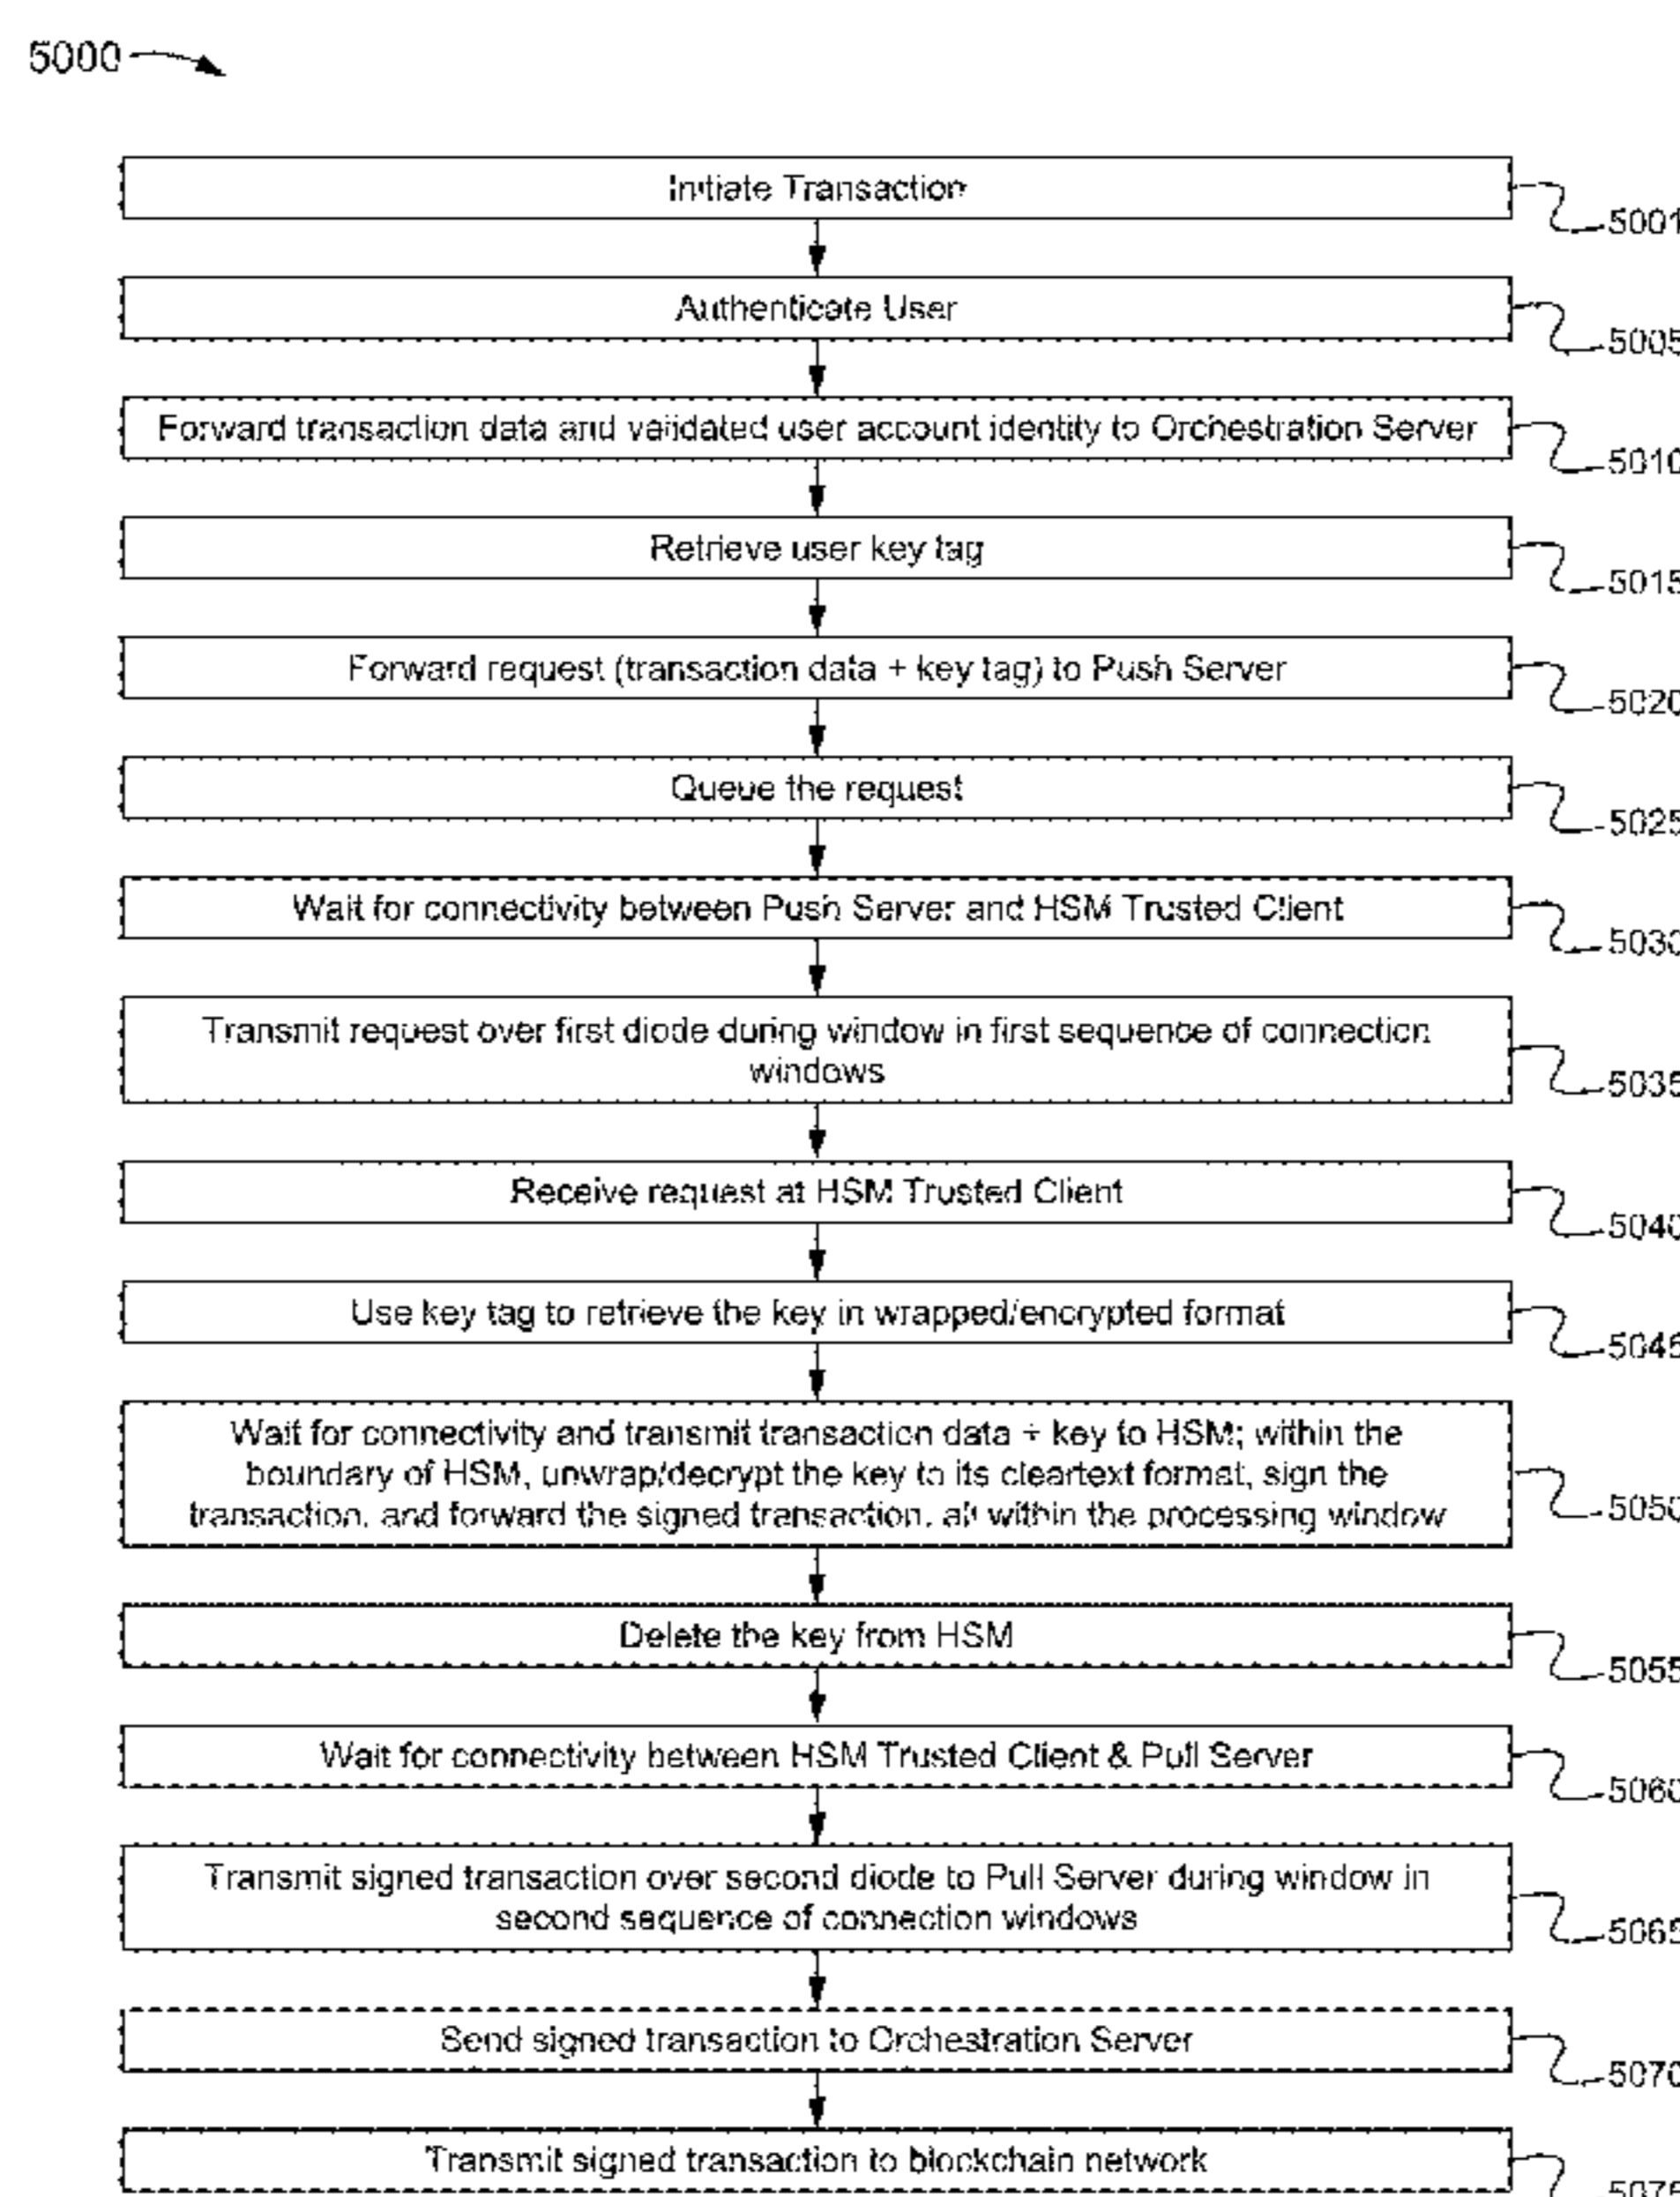 5000
Initiate Transaction
5001
Authenticate User
5005
Forward transaction data and validated user account identity to Orchestration Server
5010
Retrieve user key tag
5015
Forward request (transaction data + key tag) to Push Server
5020
Queue the request
5025
Wait for connectivity between Push Server and HSM Trusted Client
5030
Transmit request over first diode during window in first sequence of connection
windows
5035
Receive request at HSM Trusted Client
5040
Use key tag to retrieve the key in wrapped/encrypted format
5045
Wait for connectivity and transmit transaction data + key to HSM; within the
boundary of HSM, unwrap/decrypt the key to its cleartext format, sign the
transaction, and forward the signed transaction, all within the processing window
5050
Delete the key from HSM
5055
Wait for connectivity between HSM Trusted Client & Pull Server
5060
Transmit signed transaction over second diode to Pull Server during window in
second sequence of connection windows
5065
Send signed transaction to Orchestration Server
5070
Transmit signed transaction to blockchain network
5075